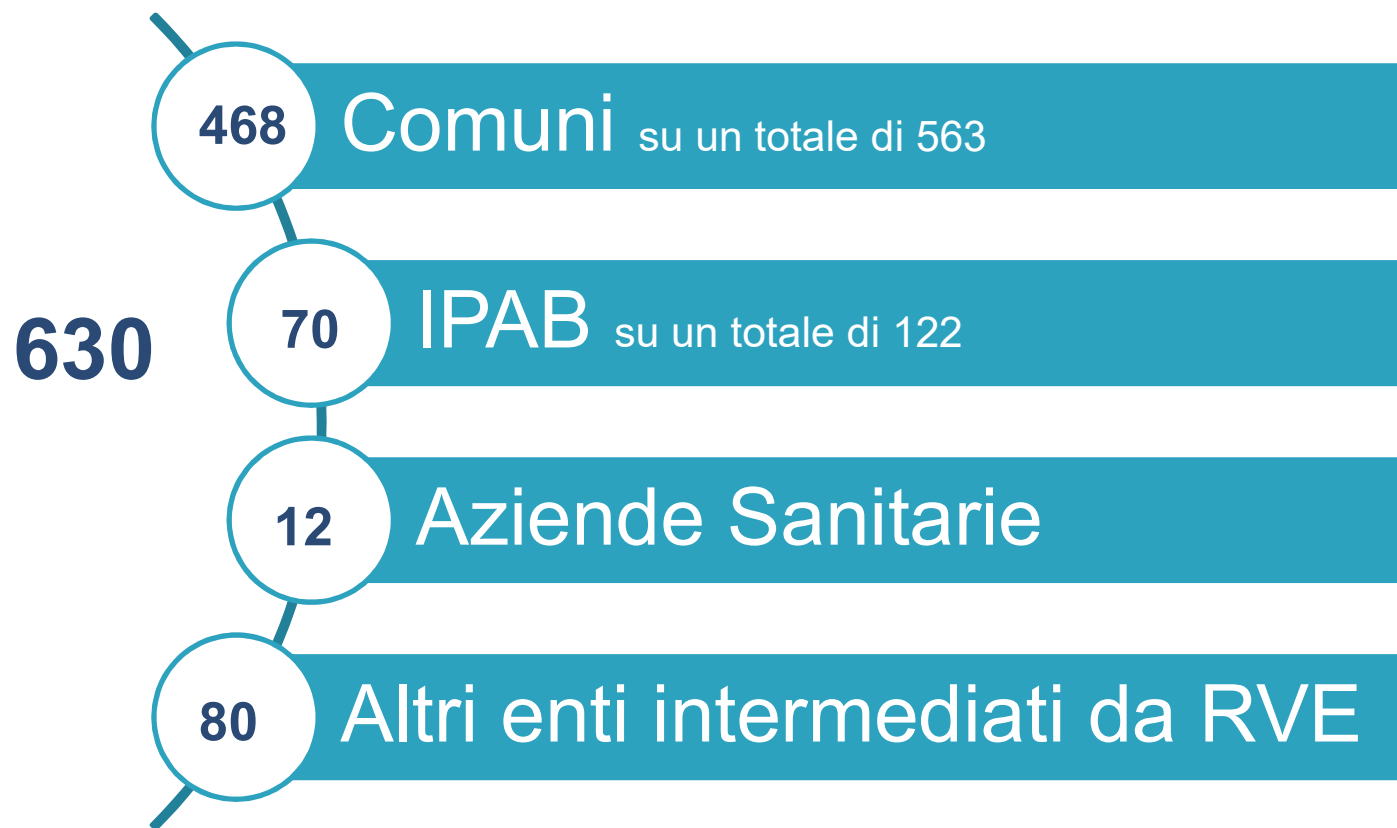 468
Comuni su un totale di 563
630
70
IPAB su un totale di 122
12
Aziende Sanitarie
80
Altri enti intermediati da RVE